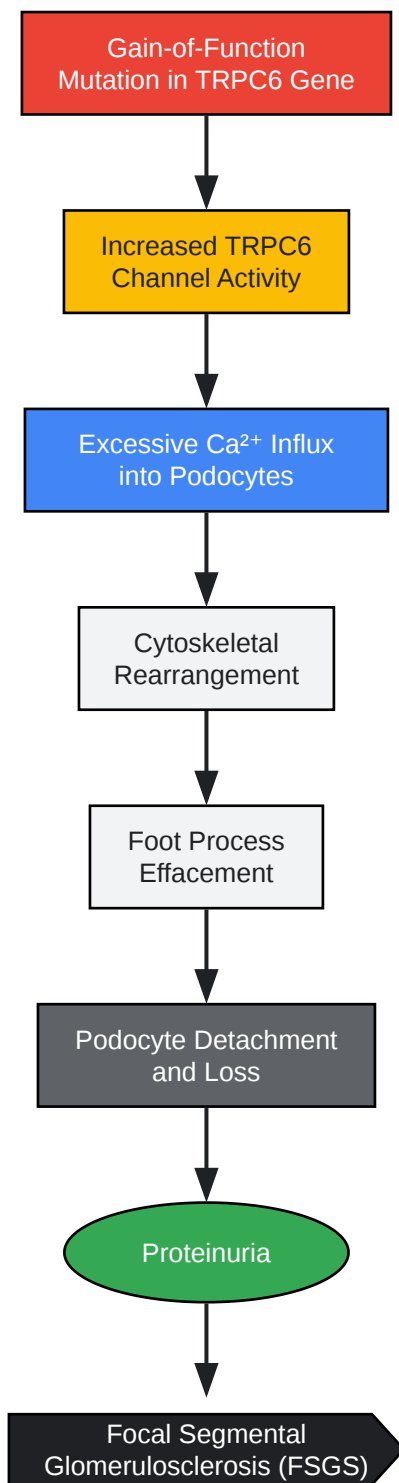 Gain-of-Function
Mutation in TRPC6 Gene
Increased TRPC6
Channel Activity
Excessive Ca²⁺ Influx
into Podocytes
Cytoskeletal
Rearrangement
Foot Process
Effacement
Podocyte Detachment
and Loss
Proteinuria
Focal Segmental
Glomerulosclerosis (FSGS)